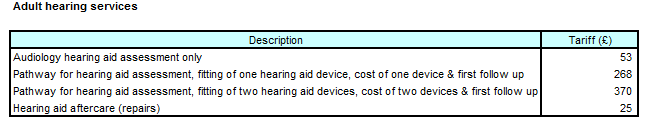 Adult hearing services
Description Tariff (£)
Audiology hearing aid assessment only 53
Pathway for hearing aid assessment, fitting of one hearing aid device, cost of one device & first follow up 268
Pathway for hearing aid assessment, fitting of two hearing aid devices, cost of two devices & first follow up 370
Hearing aid aftercare (repairs) 25